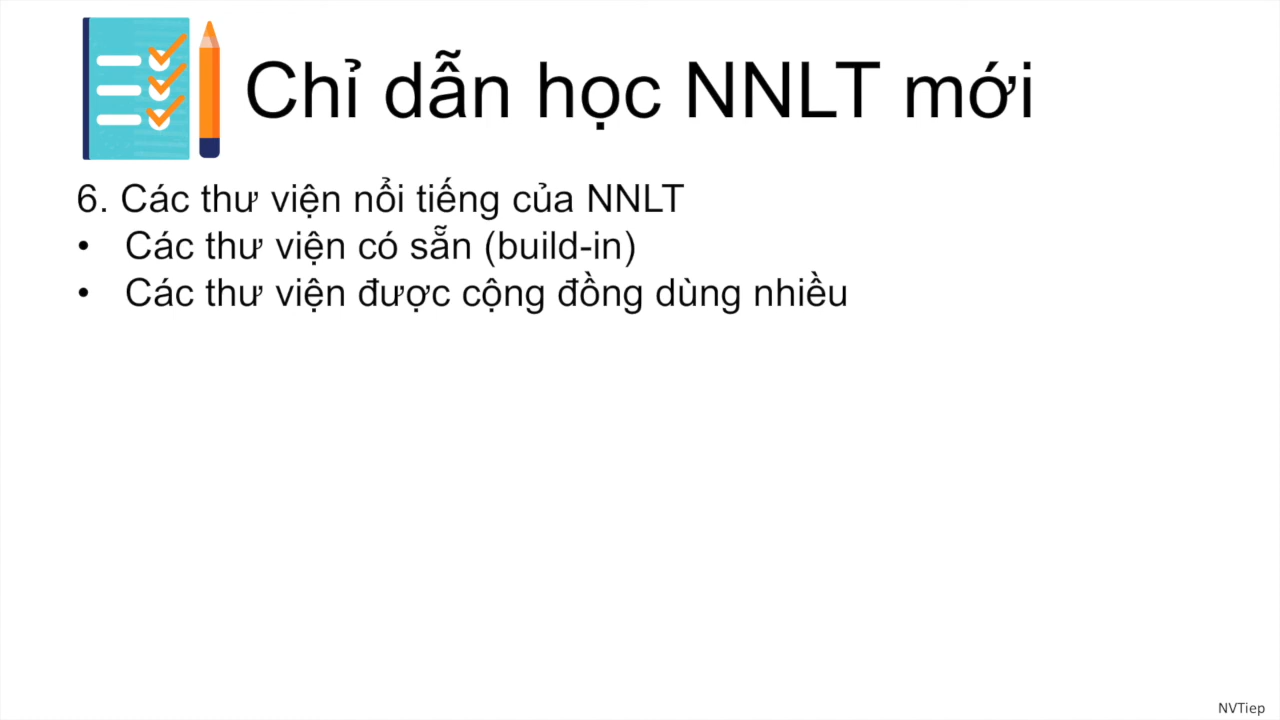 Chỉ dẫn học NNLT mới
6. Các thư viện nổi tiếng của NNLT
• Các thư viện có sẵn (build-in)
• Các thư viện được cộng đồng dùng nhiều
NVTiep